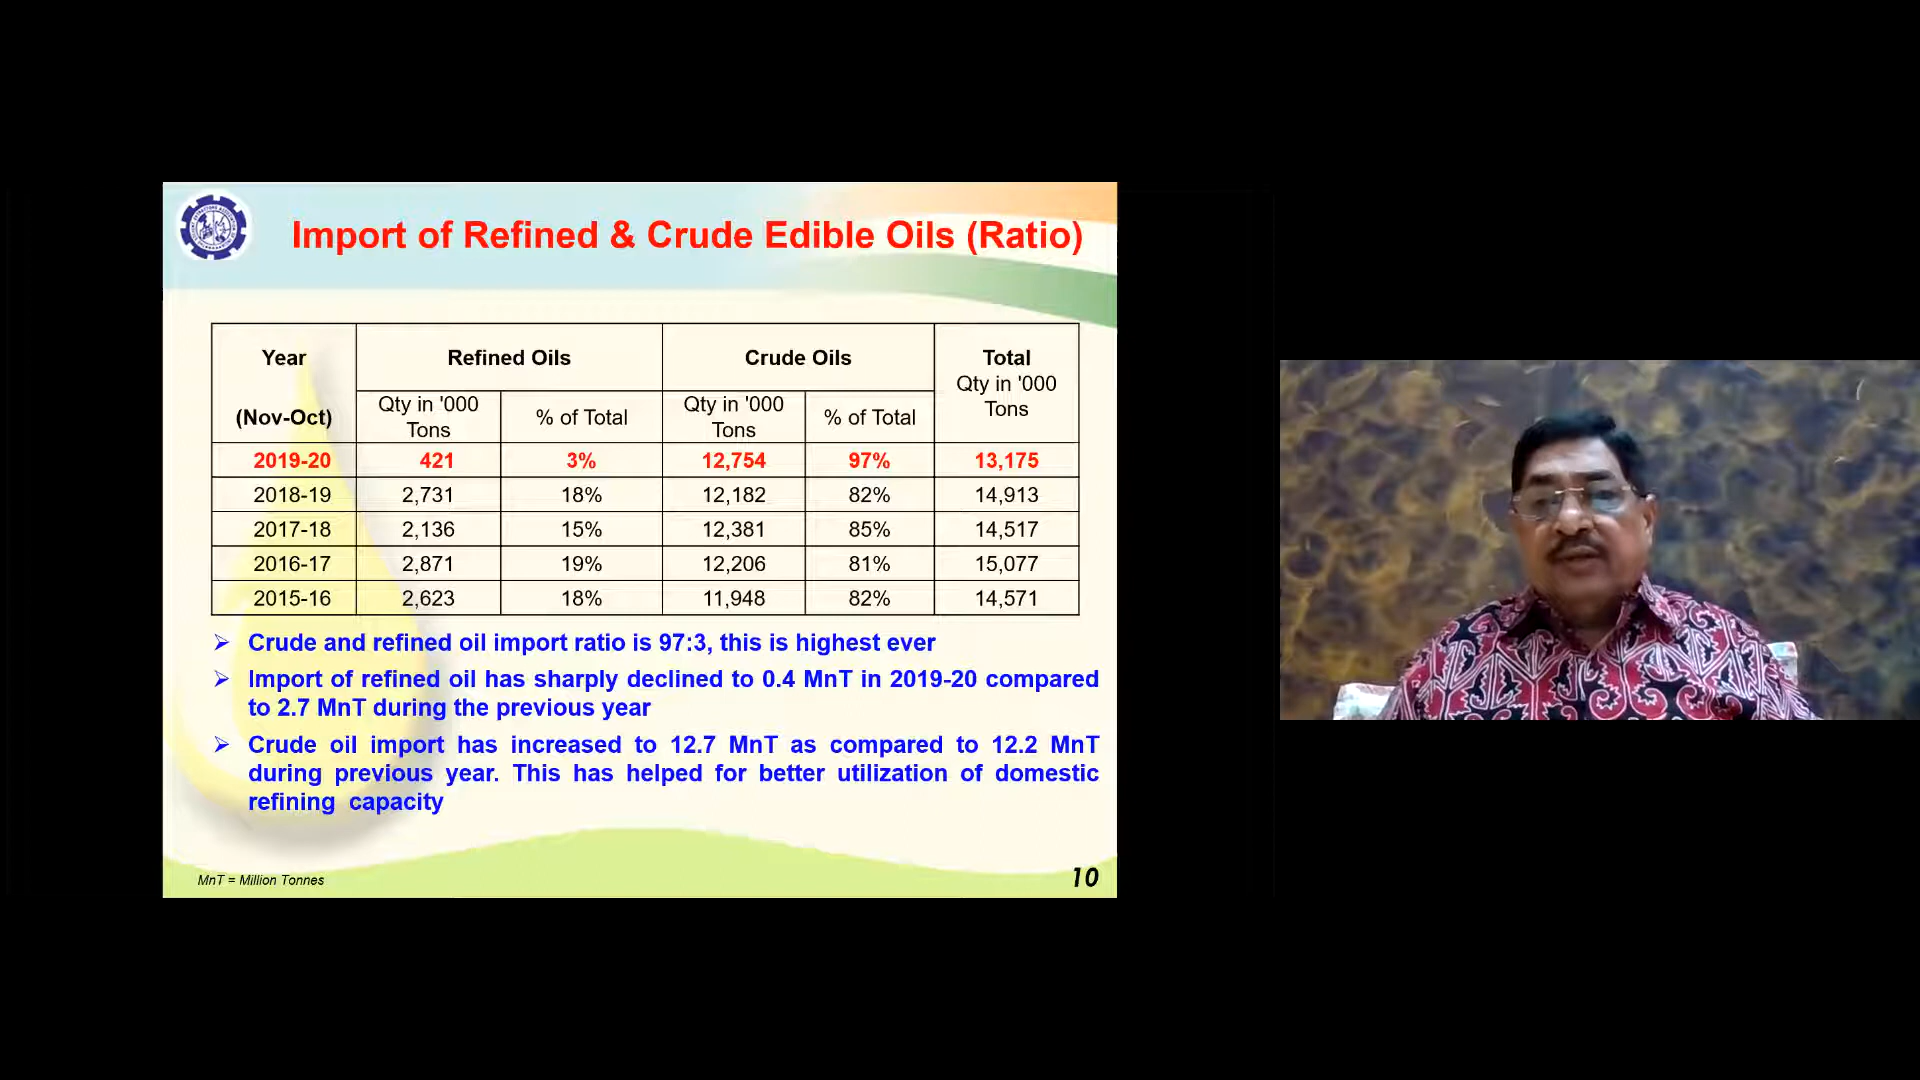 Import of Refined & Crude Edible Oils (Ratio)
Year
(Nov-Oct)
Refined Oils
Crude Oils
Total
Qty in '000
Tons
Qty in '000
Tons
% of Total
Qty in '000
Tons
% of Total
2019-20 421 3% 12,754 97% 13,175
2018-19 2,731 18% 12,182 82% 14,913
2017-18 2,136 15% 12,381 85% 14,517
2016-17 2,871 19% 12,206 81% 15,077
2015-16 2,623 18% 11,948 82% 14,571
➢ Crude and refined oil import ratio is 97:3, this is highest ever
➢ Import of refined oil has sharply declined to 0.4 MnT in 2019-20 compared
to 2.7 MnT during the previous year
➢ Crude oil import has increased to 12.7 MnT as compared to 12.2 MnT
during previous year. This has helped for better utilization of domestic
refining capacity
MnT = Million Tonnes
10